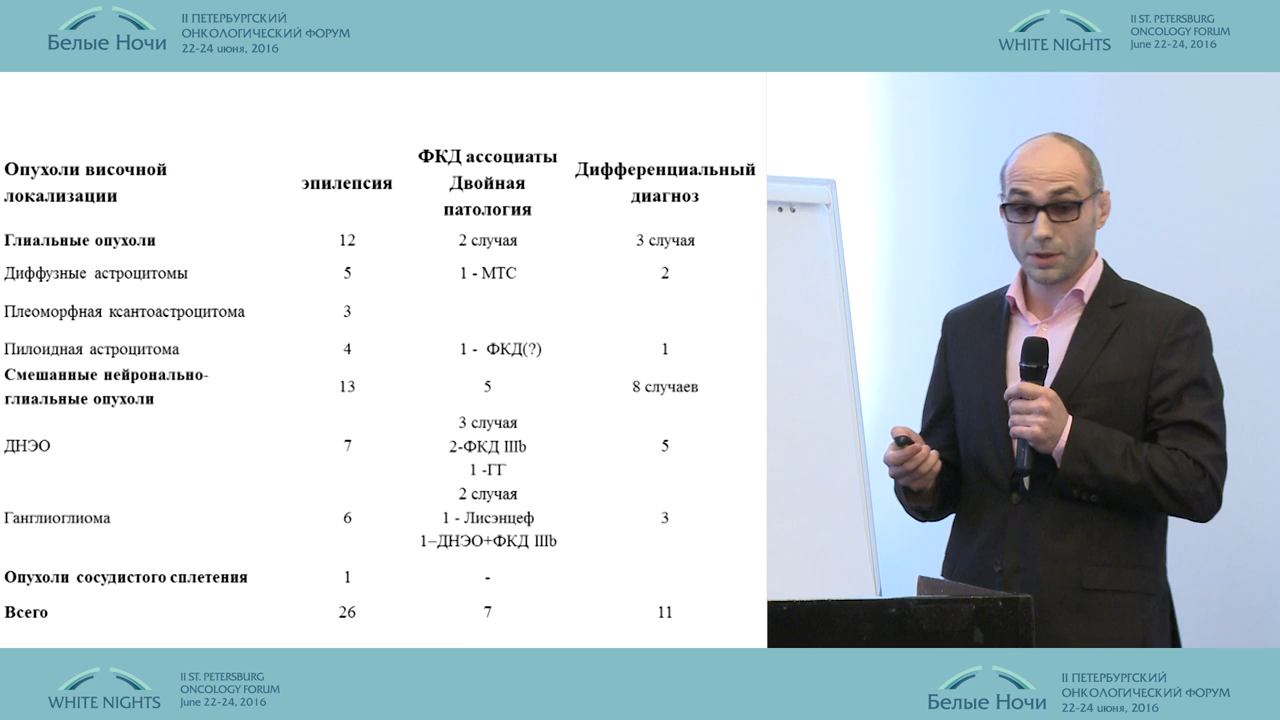 Белые Ночи
II ПЕТЕРБУРГСКИЙ
ОНКОЛОГИЧЕСКИЙ ФОРУМ
22-24 июня, 2016
WHITE NIGHTS
II ST. PETERSBURG
ONCOLOGY FORUM
June 22-24, 2016
Опухоли височной
локализации
эпилепсия
ФКД ассоциаты
Двойная
патология
Дифференциальный
диагноз
Глиальные опухоли 12 2 случая 3 случая
Диффузные астроцитомы 5 1 - МТС 2
Плеоморфная ксантоастроцитома 3
Пилоидная астроцитома 4 1 - ФКД(?) 1
Смешанные нейронально-
глиальные опухоли
13 5 8 случаев
ДНЭО 7
3 случая
2-ФКД IIIb
1 -ГГ
5
Ганглиоглиома 6
2 случая
1 - Лисэнцеф
1–ДНЭО+ФКД IIIb
3
Опухоли сосудистого сплетения 1 -
Всего 26 7 11
WHITE NIGHTS
II ST. PETERSBURG
ONCOLOGY FORUM
June 22-24, 2016
Белые Ночи
II ПЕТЕРБУРГСКИЙ
ОНКОЛОГИЧЕСКИЙ ФОРУМ
22-24 июня, 2016